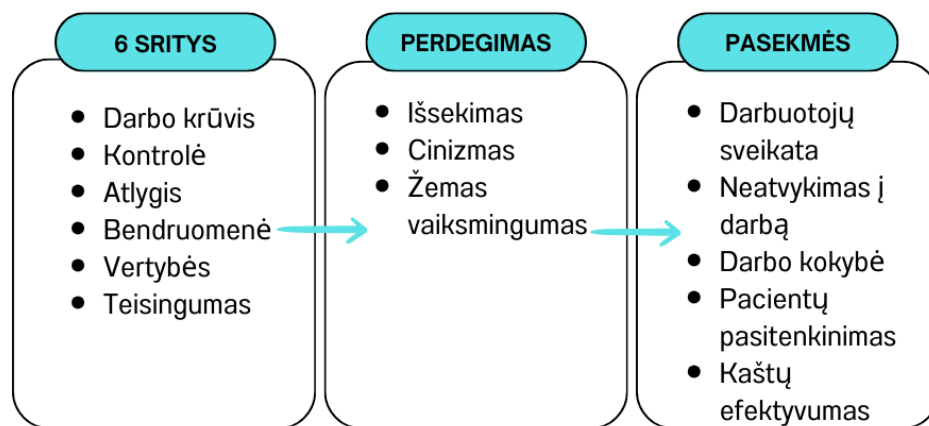 6 SRITYS
Darbo krūvis
Kontrolė
Atlygis
Bendruomenė
Vertybės
Teisingumas
PERDEGIMAS
Išsekimas
Cinizmas
Žemas
vaiksmingumas
PASEKMĖS
Darbuotojų
sveikata
Neatvykimas į
darbą
Darbo kokybė
Pacientų
pasitenkinimas
Kaštų
efektyvumas